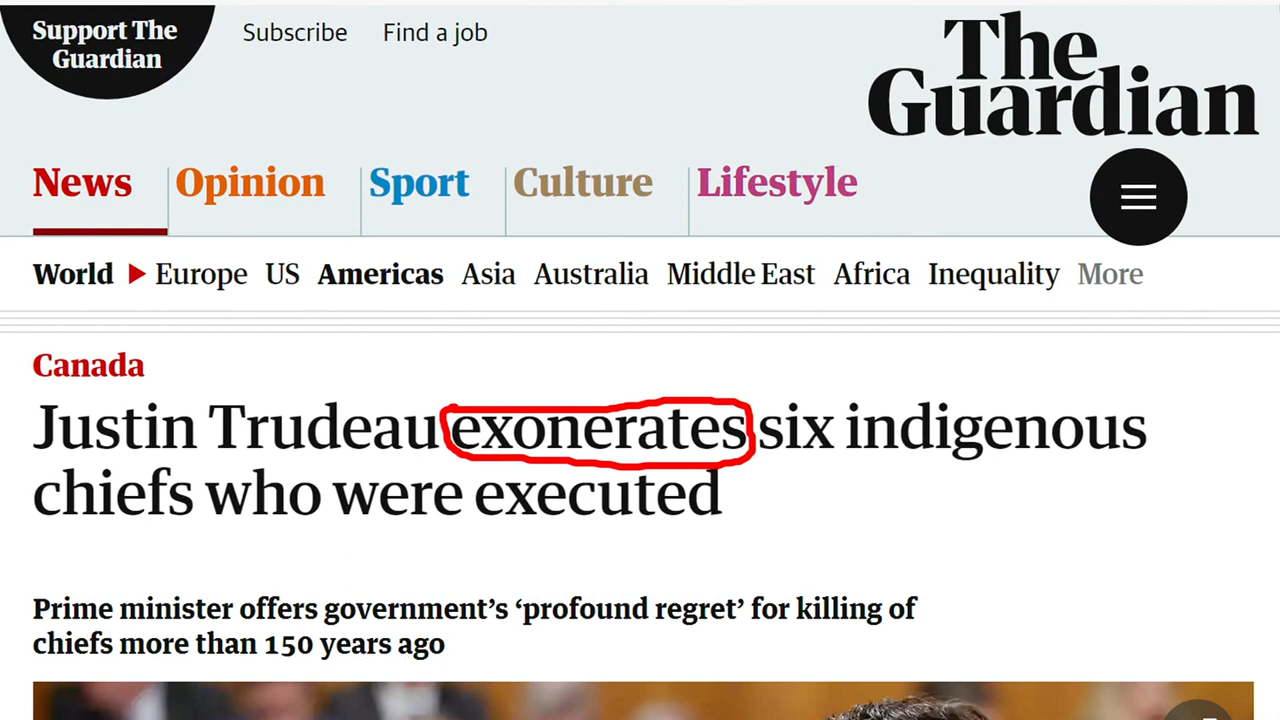 Support The
Guardian
Subscribe
Find a job
The
Guardian
News
Opinion
Sport
Culture
Lifestyle
World Europe US Americas Asia Australia Middle East Africa Inequality More
Canada
Justin Trudeau exonerates six indigenous
chiefs who were executed
Prime minister offers government’s ‘profound regret’ for killing of
chiefs more than 150 years ago